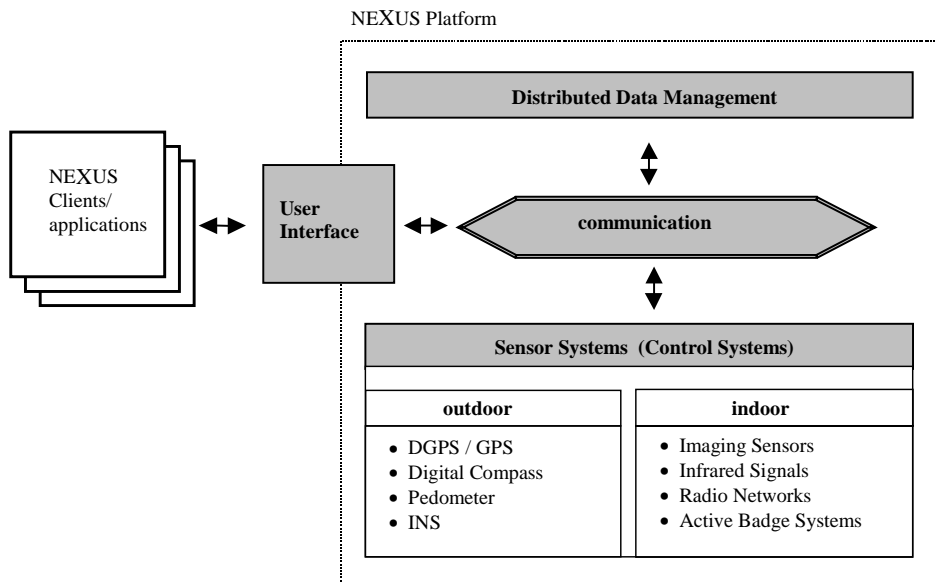 NEXUS Platform
Distributed Data Management
NEXUS
Clients/
applications
User
Interface
communication
Sensor Systems (Control Systems)
outdoor
• DGPS / GPS
• Digital Compass
• Pedometer
• INS
indoor
• Imaging Sensors
• Infrared Signals
• Radio Networks
• Active Badge Systems